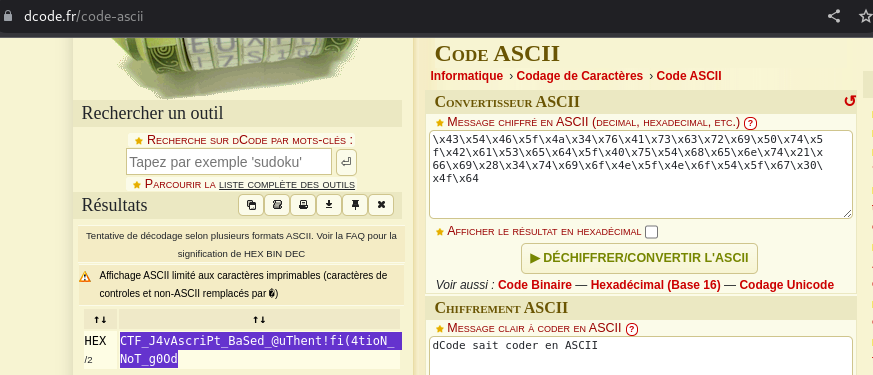 dcode.fr/code-ascii
Rechercher un outil
★ Recherche sur dCode par mots-clés :
Tapez par exemple 'sudoku'
★ Parcourir la liste complète des outils
Résultats
Tentative de décodage selon plusieurs formats ASCII. Voir la FAQ pour la
signification de HEX BIN DEC
Affichage ASCII limité aux caractères imprimables (caractères de
controles et non-ASCII remplacés par �)
↑↓ ↑↓
HEX CTF_J4vAscriPt_BaSed_@uThent!fi(4tioN_
/2 NoT_g0Od
Code ASCII
Informatique › Codage de Caractères › Code ASCII
Convertisseur ASCII
★ Message chiffré en ASCII (decimal, hexadecimal, etc.) ?
\x43\x54\x46\x5f\x4a\x34\x76\x41\x73\x63\x72\x69\x50\x74\x5
f\x42\x61\x53\x65\x64\x5f\x40\x75\x54\x68\x65\x6e\x74\x21\x
66\x69\x28\x34\x74\x69\x6f\x4e\x5f\x4e\x6f\x54\x5f\x67\x30\
x4f\x64
★ Afficher le résultat en hexadécimal
▶ DÉCHIFFRER/CONVERTIR L'ASCII
Voir aussi : Code Binaire — Hexadécimal (Base 16) — Codage Unicode
Chiffrement ASCII
★ Message clair à coder en ASCII ?
dCode sait coder en ASCII